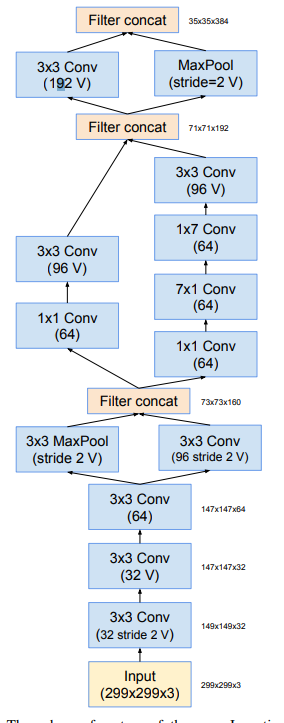 Filter concat
35x35x384
3x3 Conv
(192 V)
MaxPool
(stride=2 V)
Filter concat
71x71x192
3x3 Conv
(96 V)
1x7 Conv
(64)
3x3 Conv
(96 V)
7x1 Conv
(64)
1x1 Conv
(64)
1x1 Conv
(64)
Filter concat
73x73x160
3x3 MaxPool
(stride 2 V)
3x3 Conv
(96 stride 2 V)
3x3 Conv
(64)
147x147x64
3x3 Conv
(32 V)
147x147x32
3x3 Conv
(32 stride 2 V)
149x149x32
Input
(299x299x3)
299x299x3